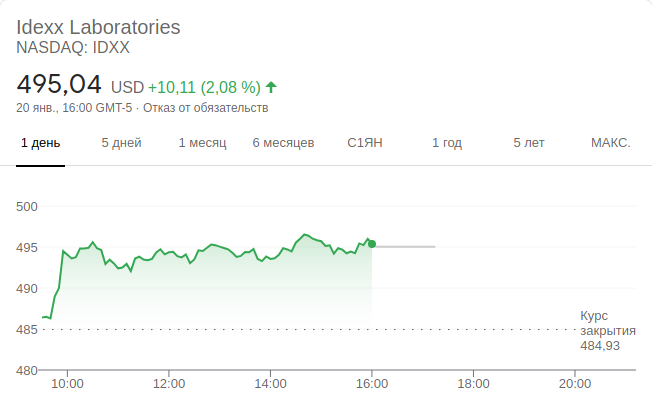 Idexx Laboratories
NASDAQ: IDXX
495,04 USD +10,11 (2,08 %)
20 янв., 16:00 GMT-5 · Отказ от обязательств
1 день 5 дней 1 месяц 6 месяцев С1ЯН 1 год 5 лет МАКС.
500
495
490
485
480
Курс
закрытия
484,93
10:00 12:00 14:00 16:00 18:00 20:00